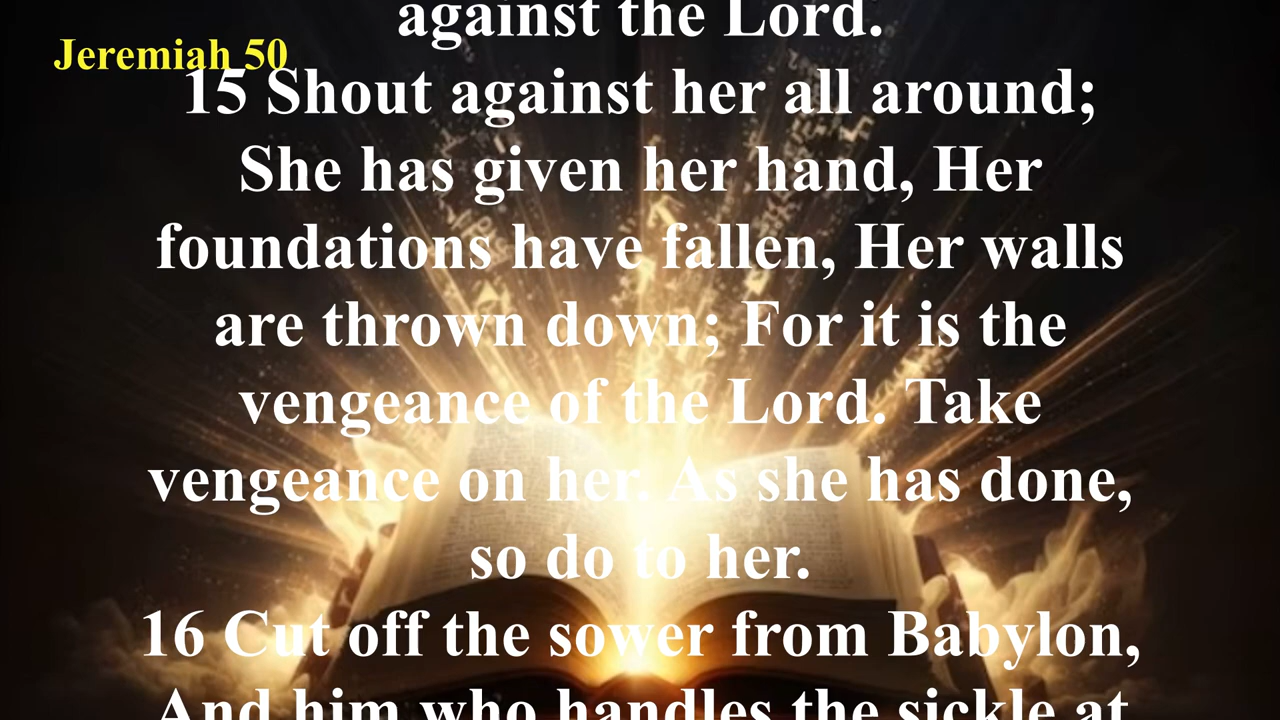 against the Lord.
Jeremiah 50
15 Shout against her all around;
She has given her hand, Her
foundations have fallen, Her walls
are thrown down; For it is the
vengeance of the Lord. Take
vengeance on her. As she has done,
so do to her.
16 Cut off the sower from Babylon,
And him who handles the sickle at